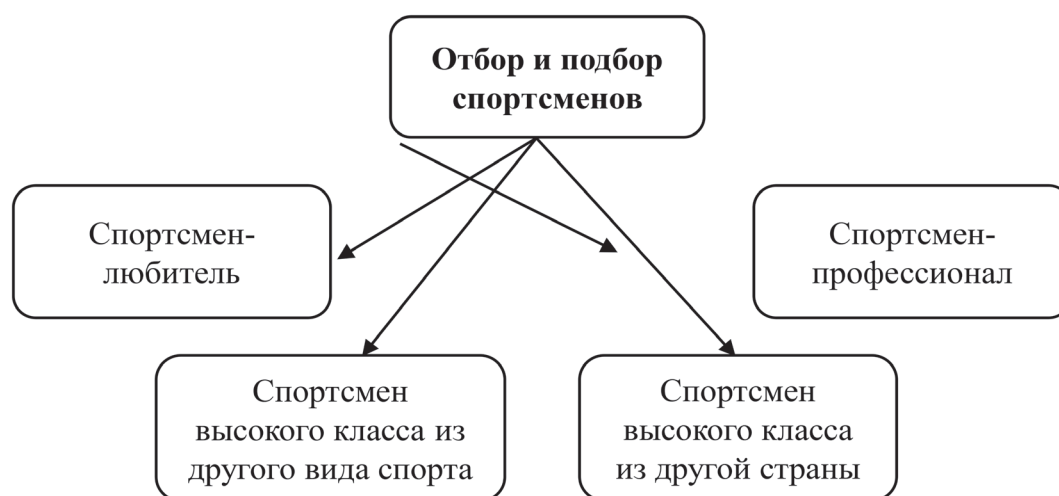 Отбор и подбор
спортсменов
Спортсмен-
любитель
Спортсмен-
профессионал
Спортсмен
высокого класса из
другого вида спорта
Спортсмен
высокого класса
из другой страны